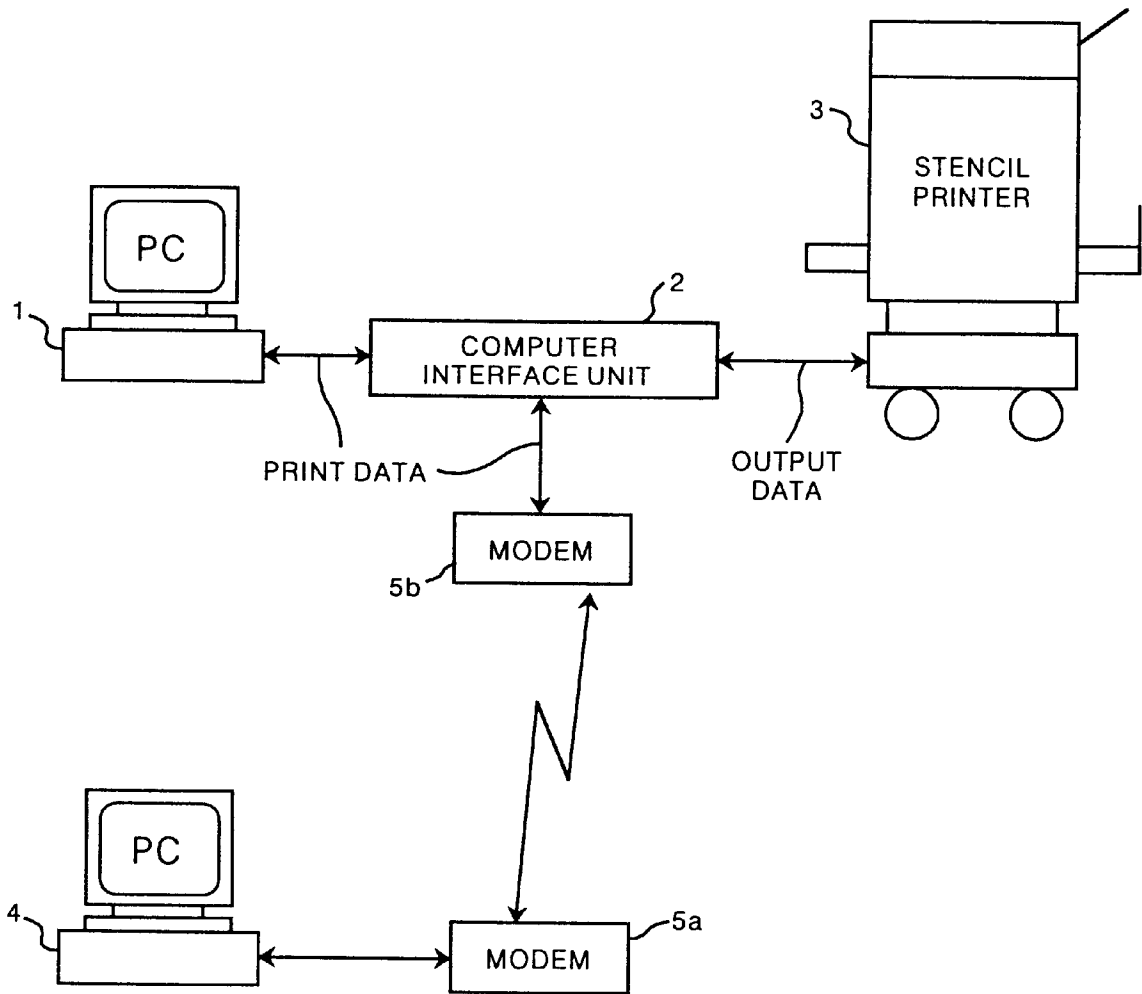 3
STENCIL
PRINTER
PC
1
2
COMPUTER
INTERFACE UNIT
PRINT DATA
OUTPUT
DATA
MODEM
5b
PC
4
5a
MODEM